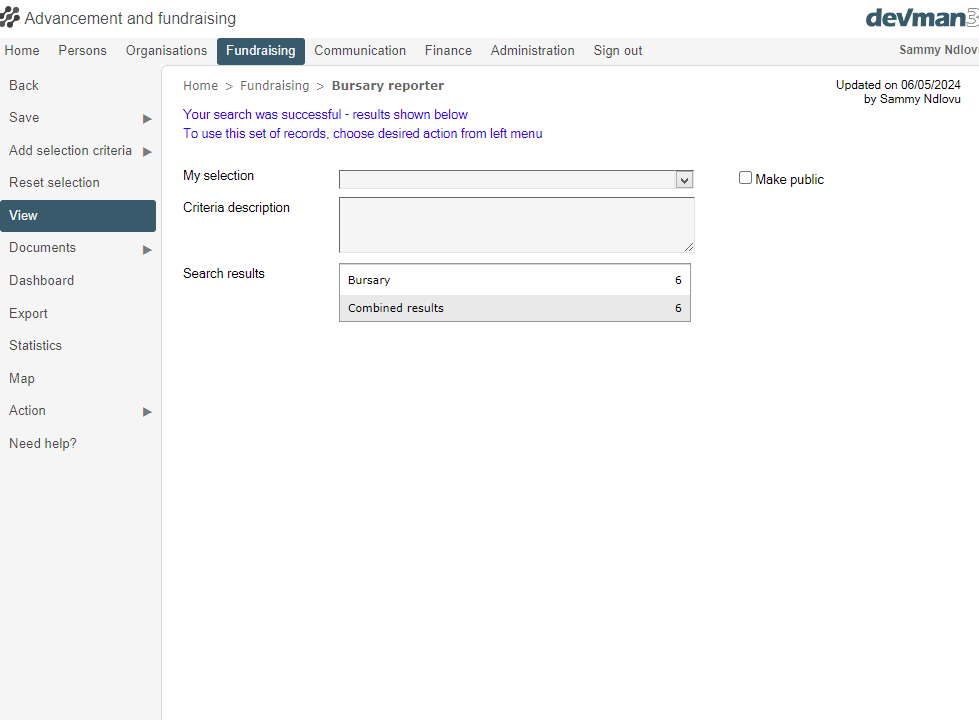 Advancement and fundraising
devman3
Home Persons Organisations Fundraising Communication Finance Administration Sign out
Back
Save
Add selection criteria
Reset selection
View
Documents
Dashboard
Export
Statistics
Map
Action
Need help?
Home > Fundraising > Bursary reporter
Updated on 06/05/2024
by Sammy Ndlovu
Your search was successful - results shown below
To use this set of records, choose desired action from left menu
My selection
Make public
Criteria description
Search results
Bursary 6
Combined results 6